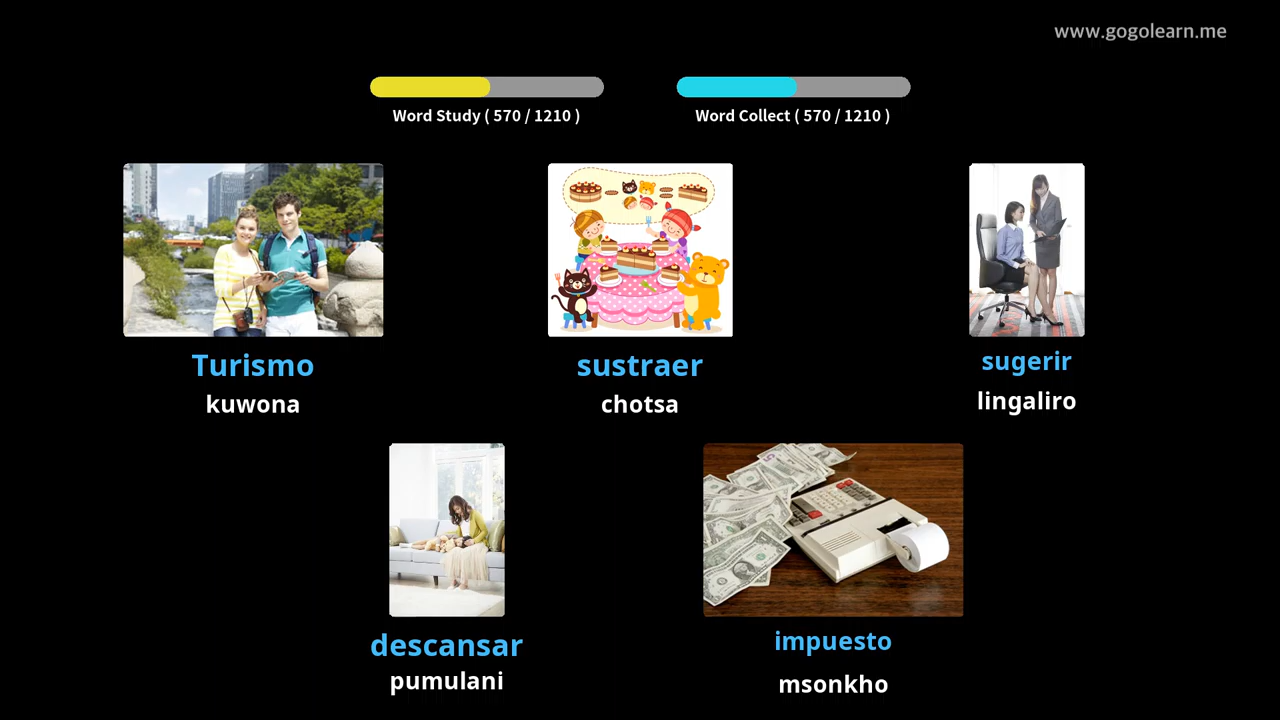 www.gogolearn.me
Word Study ( 570 / 1210 )
Word Collect ( 570 / 1210 )
Turismo
kuwona
sustraer
chotsa
sugerir
lingaliro
descansar
pumulani
impuesto
msonkho